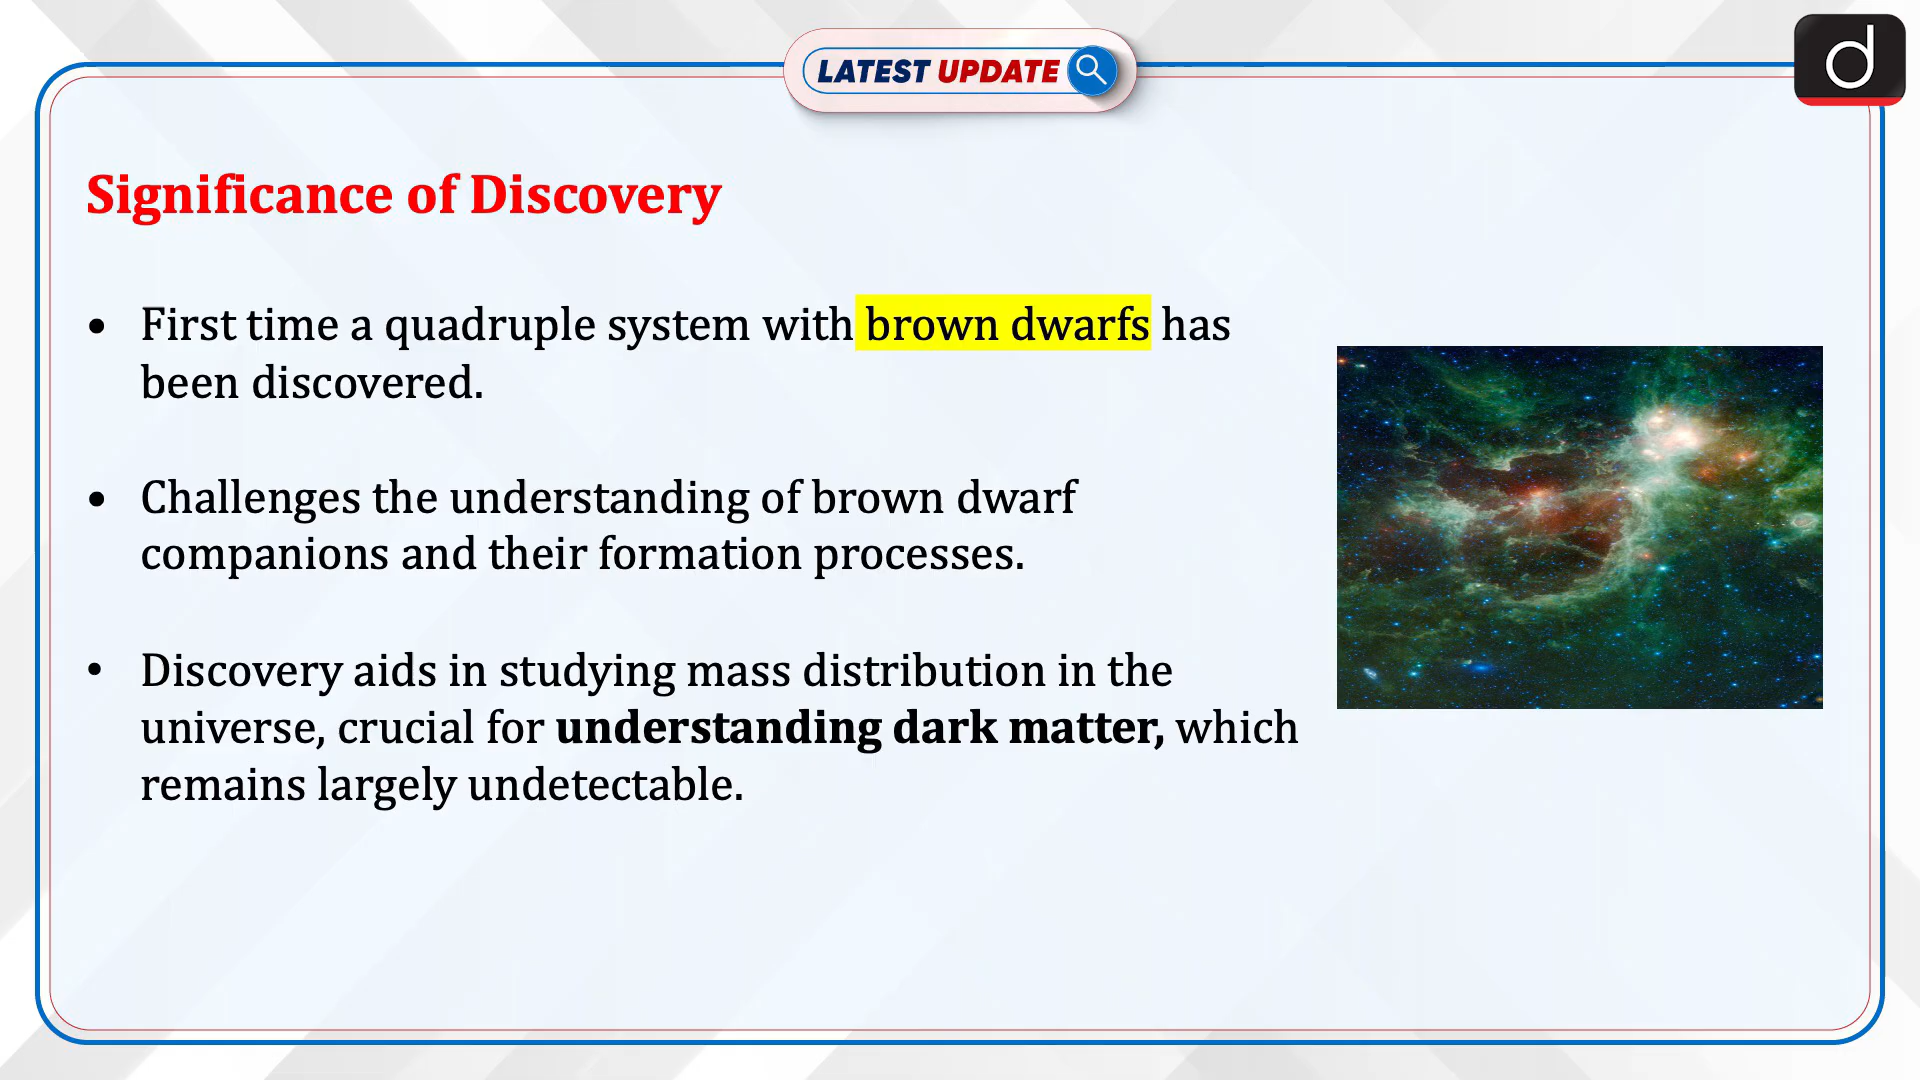 LATEST UPDATE
d
Significance of Discovery
• First time a quadruple system with brown dwarfs has
been discovered.
• Challenges the understanding of brown dwarf
companions and their formation processes.
• Discovery aids in studying mass distribution in the
universe, crucial for understanding dark matter, which
remains largely undetectable.